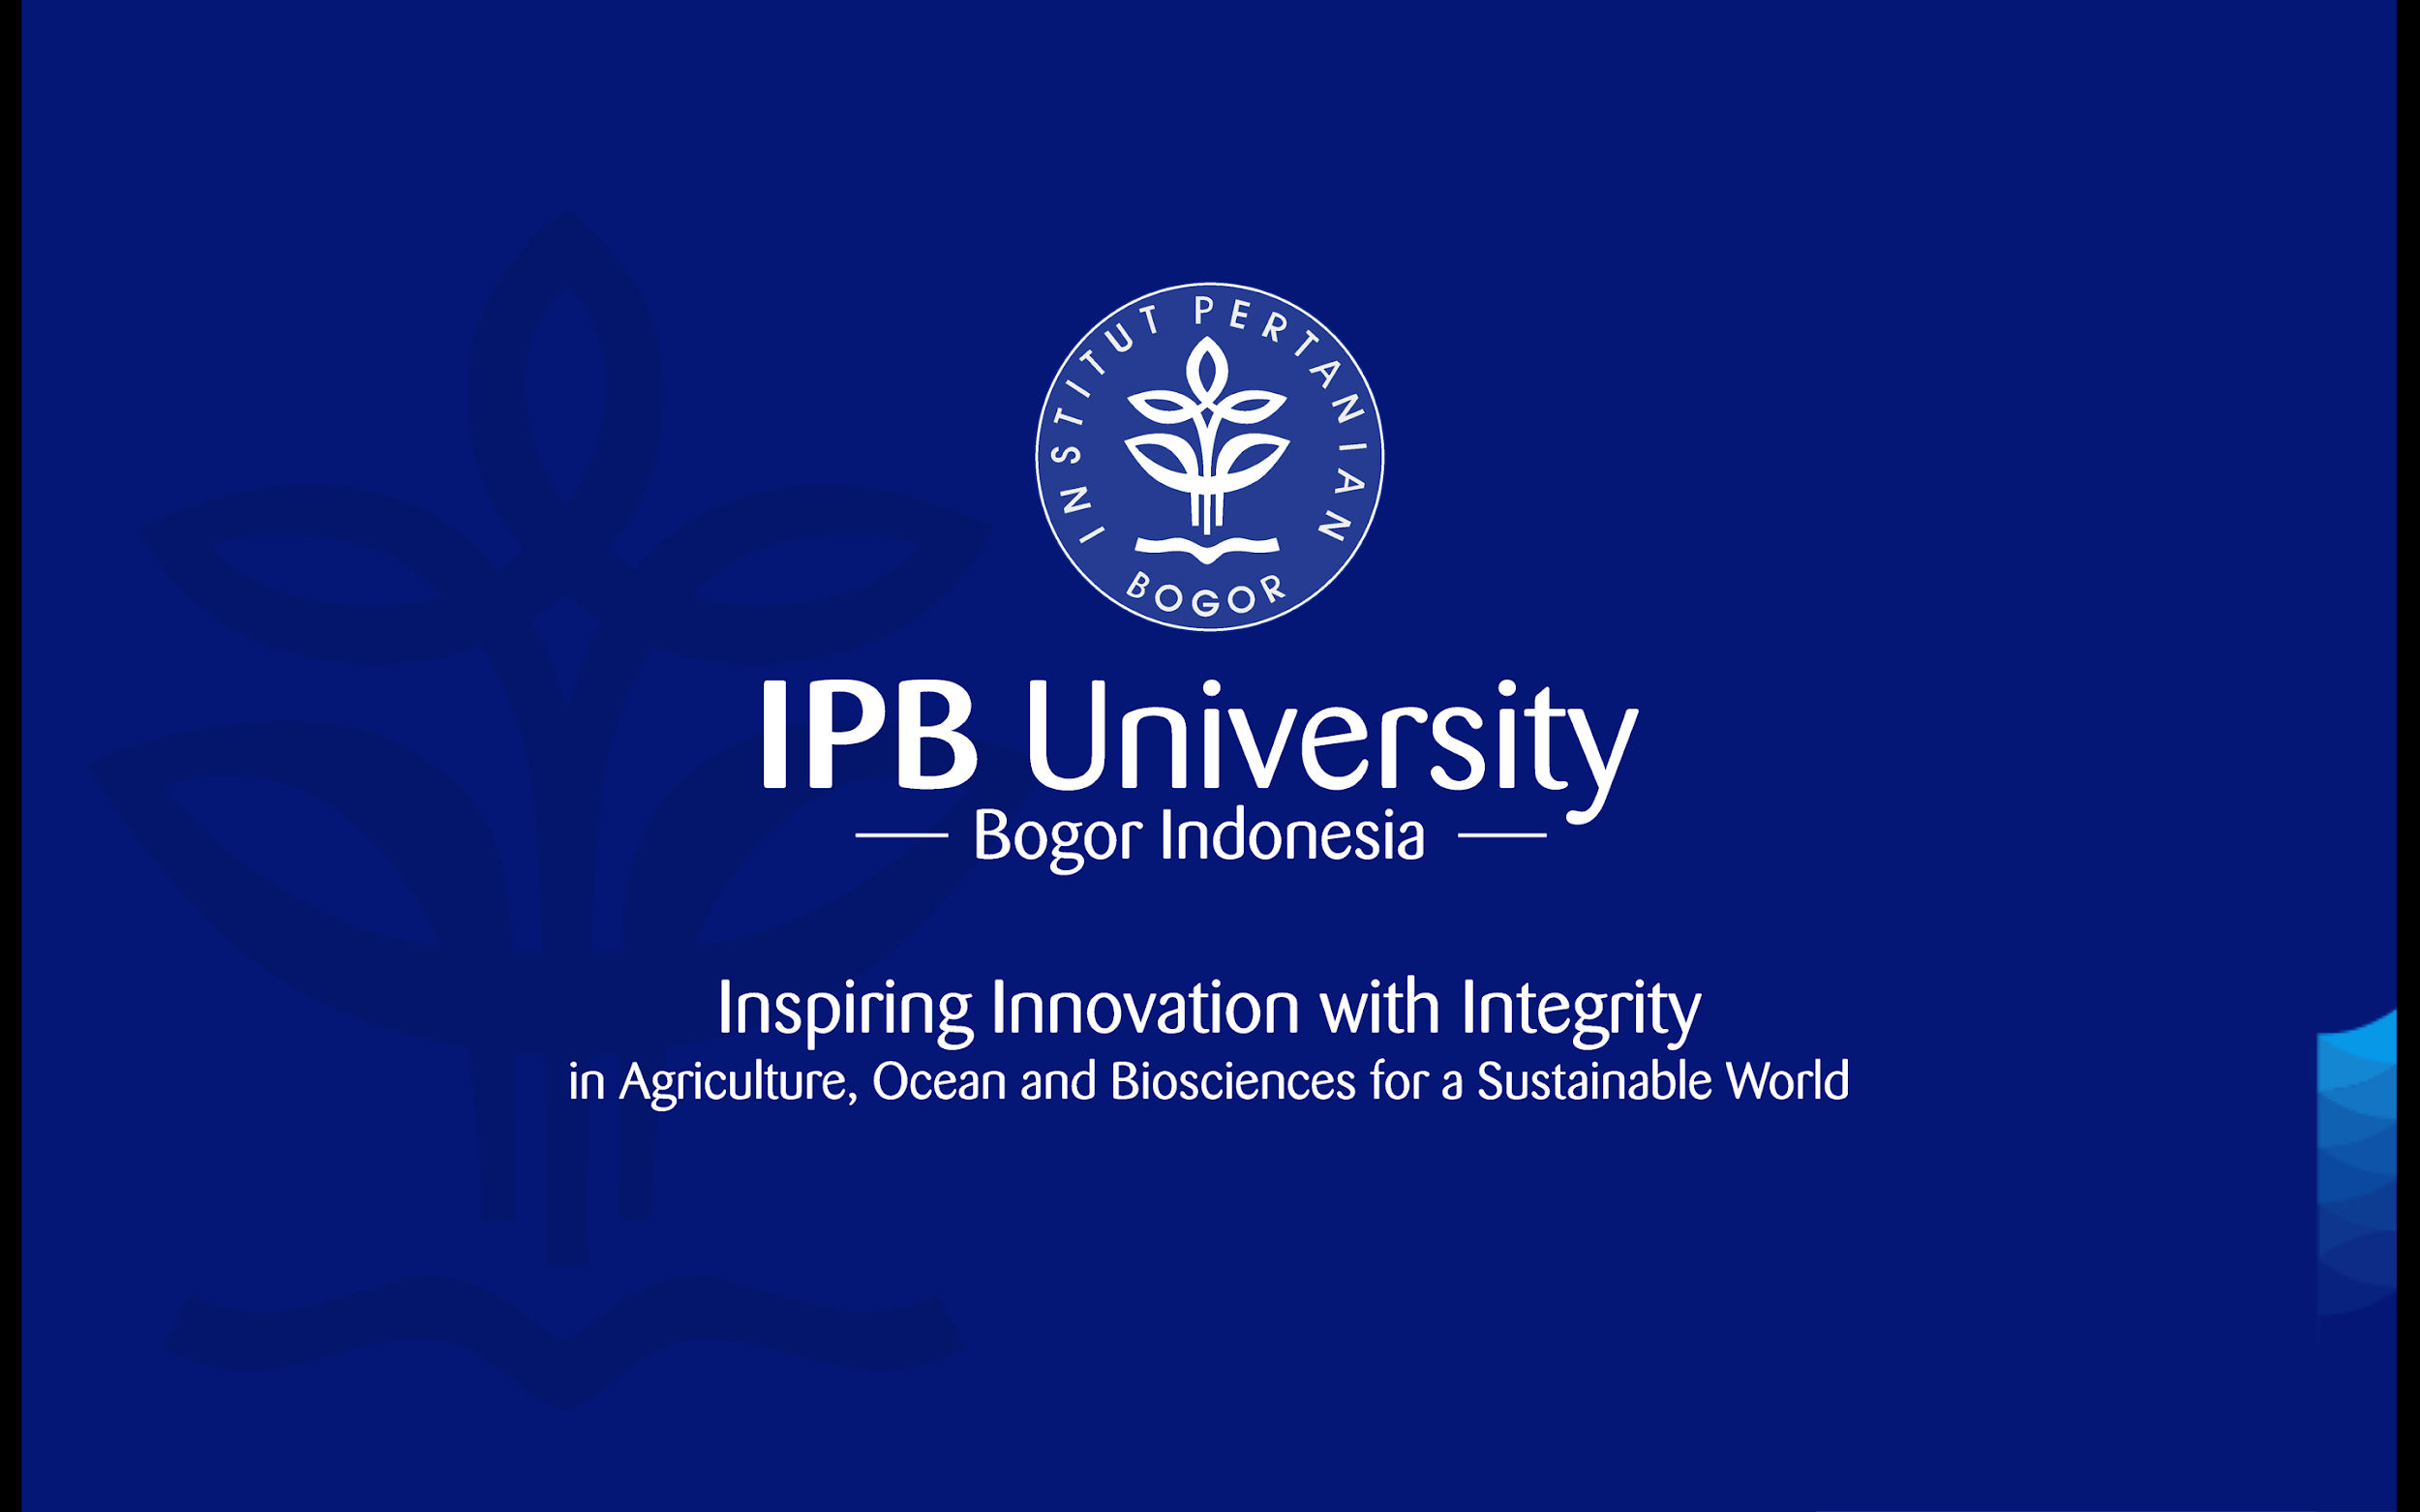 INSTITUT PERTANIAN
BOGOR
IPB University
Bogor Indonesia
Inspiring Innovation with Integrity
in Agriculture, Ocean and Biosciences for a Sustainable World